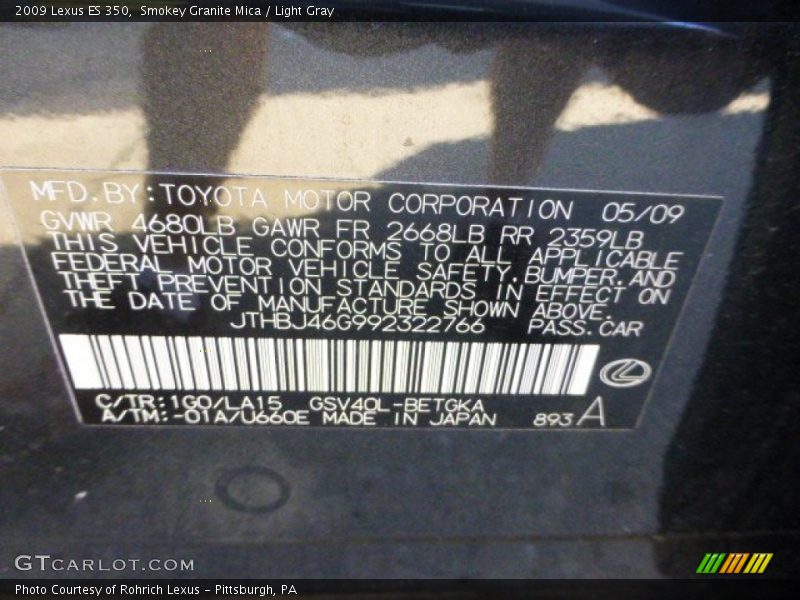 2009 Lexus ES 350, Smokey Granite Mica / Light Gray
MFD. BY: TOYOTA MOTOR CORPORATION 05/09
GVWR 4680LB GAWR FR 2668LB RR 2359LB
THIS VEHICLE CONFORMS TO ALL APPLICABLE
FEDERAL MOTOR VEHICLE SAFETY, BUMPER, AND
THEFT PREVENTION STANDARDS IN EFFECT ON
THE DATE OF MANUFACTURE SHOWN ABOVE.
JTHBJ46G992322766 PASS. CAR
C/TR: 1G0/LA15 GSV40L-BETGKA
A/TM: -01A/U660E MADE IN JAPAN 893 A
GTCARLOT.COM
Photo Courtesy of Rohrich Lexus - Pittsburgh, PA